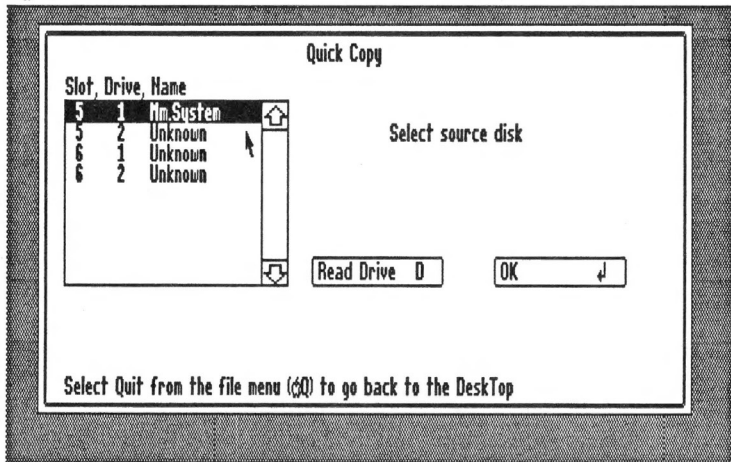 Quick Copy
Slot, Drive, Name
5 1 Mm.System
5 2 Unknown
6 1 Unknown
6 2 Unknown
Select source disk
Read Drive D
OK
Select Quit from the file menu (Q) to go back to the DeskTop